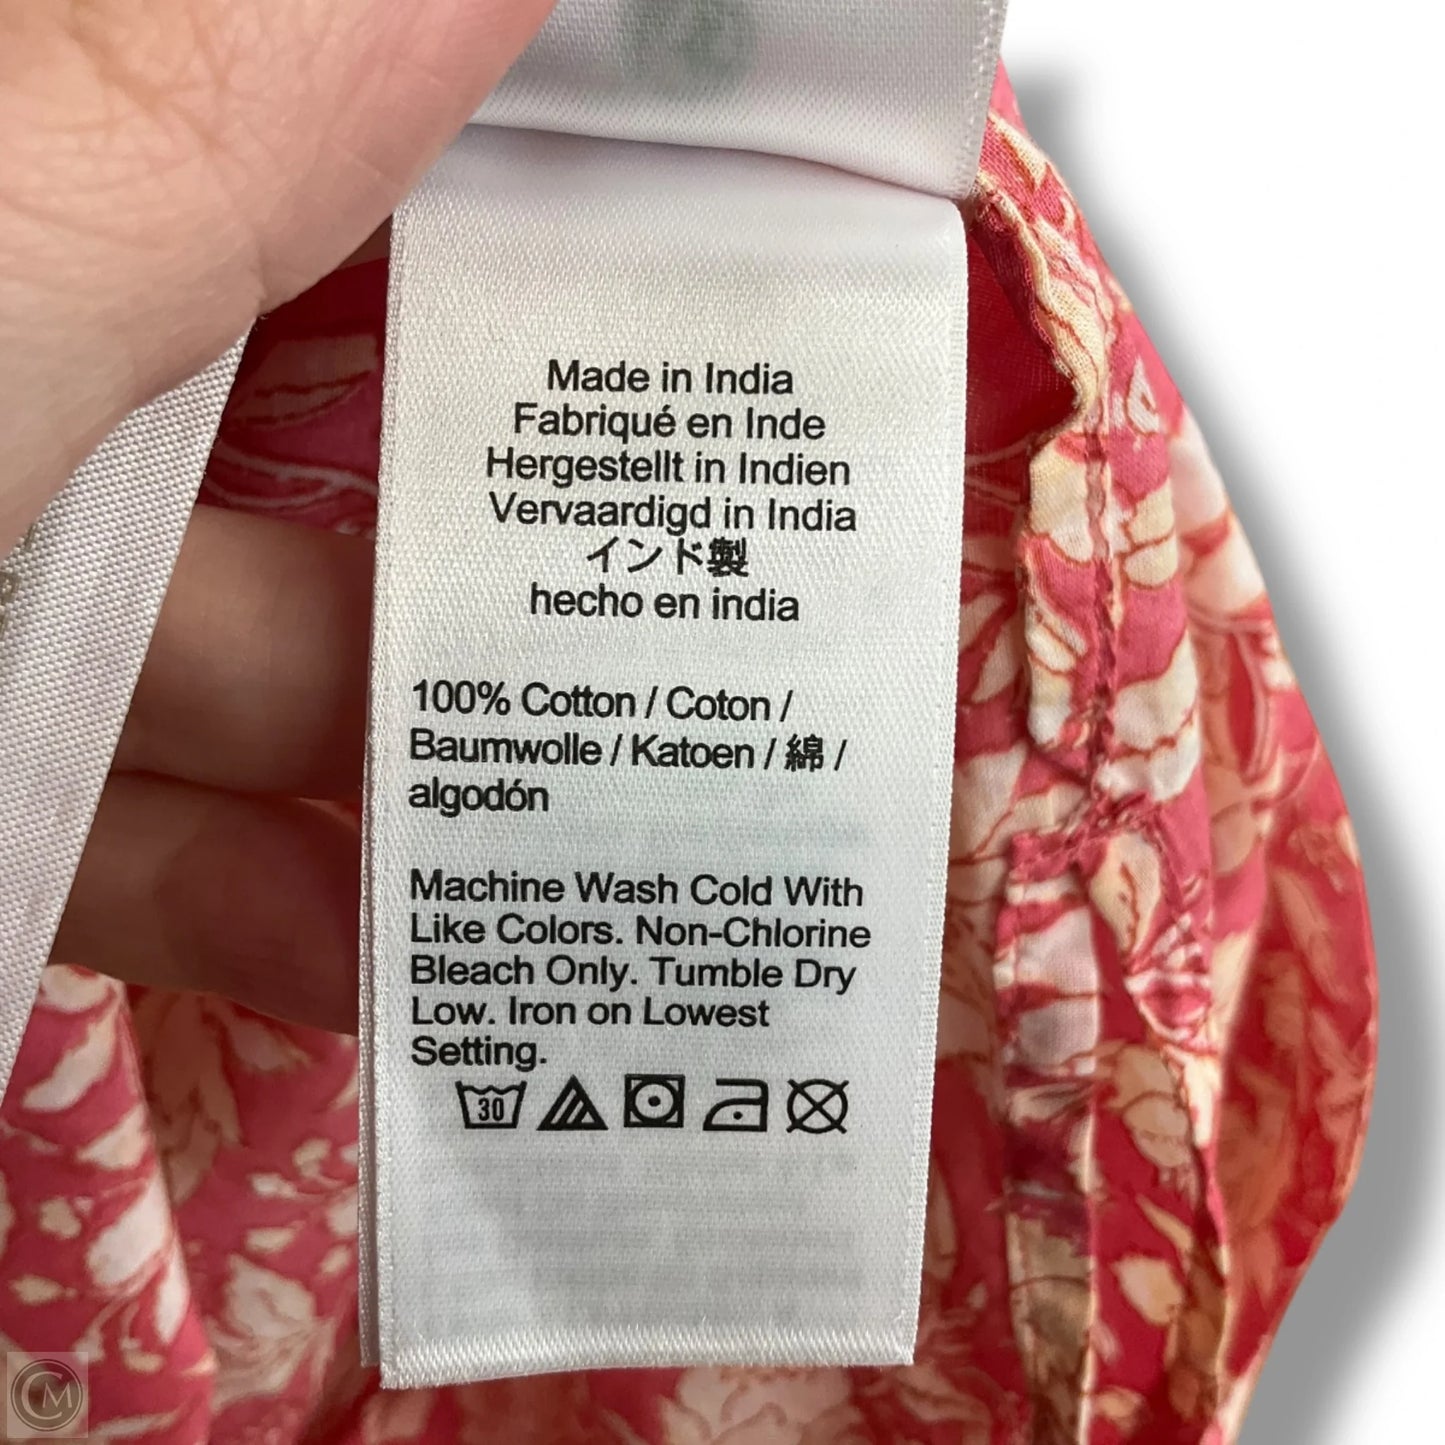 Made in India
Fabriqué en Inde
Hergestellt in Indien
Vervaardigd in India
インド製
hecho en india
100% Cotton / Coton /
Baumwolle / Katoen / 綿 /
algodón
Machine Wash Cold With
Like Colors. Non-Chlorine
Bleach Only. Tumble Dry
Low. Iron on Lowest
Setting.
30
CM